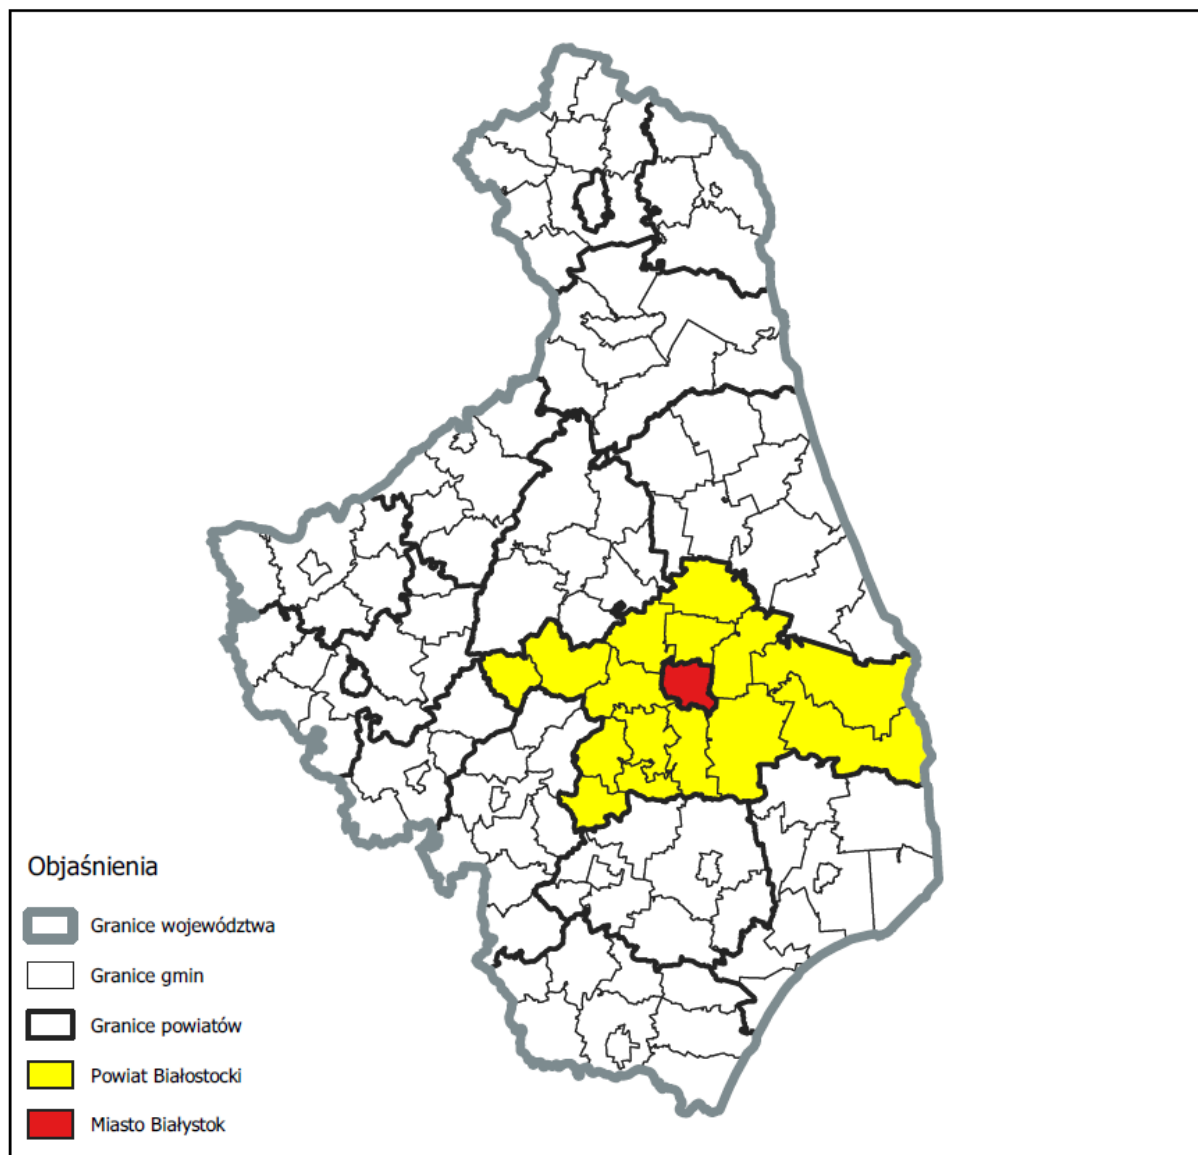 Objaśnienia
Granice województwa
Granice gmin
Granice powiatów
Powiat Białostocki
Miasto Białystok